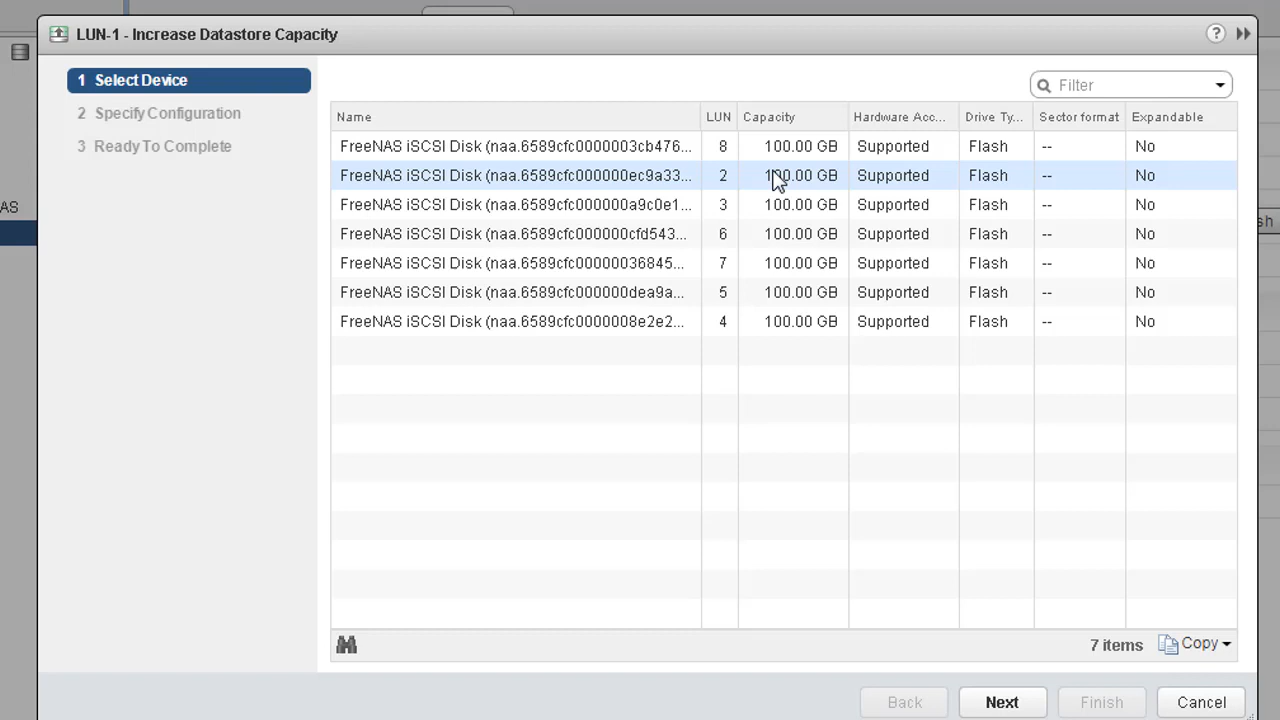 LUN-1 - Increase Datastore Capacity
?
1 Select Device
2 Specify Configuration
3 Ready To Complete
Filter
Name LUN Capacity Hardware Acc... Drive Ty... Sector format Expandable
FreeNAS iSCSI Disk (naa.6589cfc0000003cb476... 8 100.00 GB Supported Flash -- No
FreeNAS iSCSI Disk (naa.6589cfc000000ec9a33... 2 100.00 GB Supported Flash -- No
FreeNAS iSCSI Disk (naa.6589cfc000000a9c0e1... 3 100.00 GB Supported Flash -- No
FreeNAS iSCSI Disk (naa.6589cfc000000cfd543... 6 100.00 GB Supported Flash -- No
FreeNAS iSCSI Disk (naa.6589cfc00000036845... 7 100.00 GB Supported Flash -- No
FreeNAS iSCSI Disk (naa.6589cfc000000dea9a... 5 100.00 GB Supported Flash -- No
FreeNAS iSCSI Disk (naa.6589cfc0000008e2e2... 4 100.00 GB Supported Flash -- No
AS
sh
7 items Copy
Back Next Finish Cancel